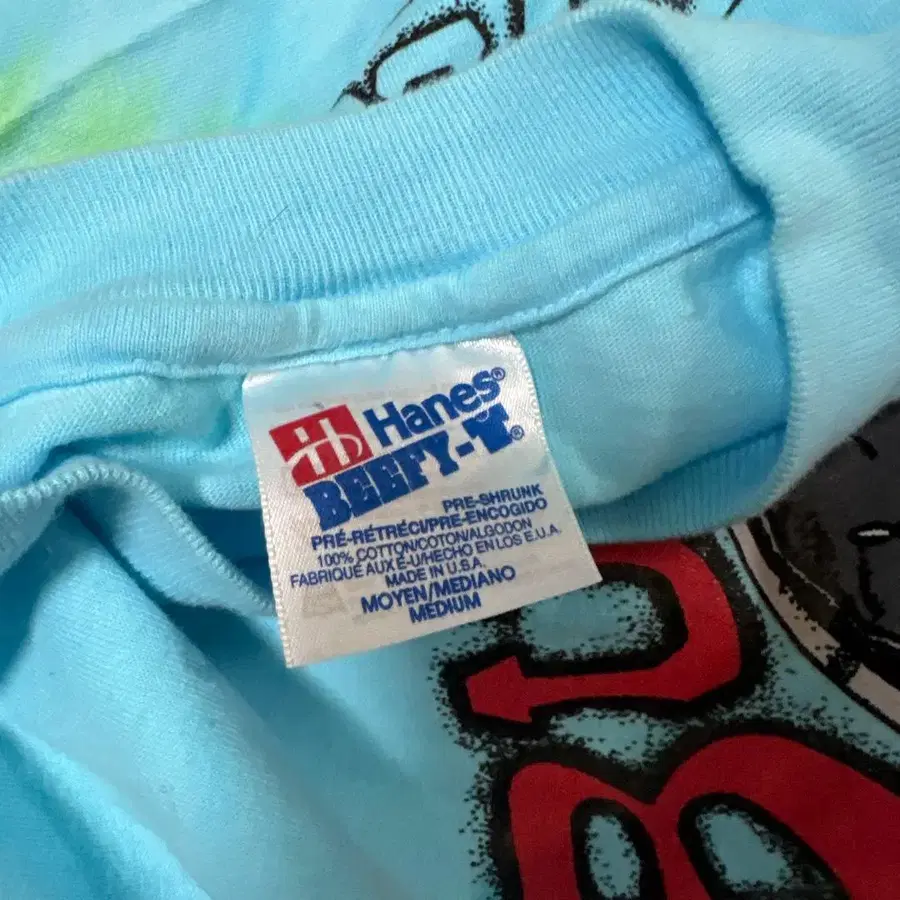 Hanes®
BEEFY-T®
PRE-SHRUNK
PRÉ-RÉTRÉCI/PRE-ENCOGIDO
100% COTTON/COTON/ALGODON
FABRIQUE AUX E-U/HECHO EN LOS E.U.A.
MADE IN U.S.A.
MOYEN/MEDIANO
MEDIUM